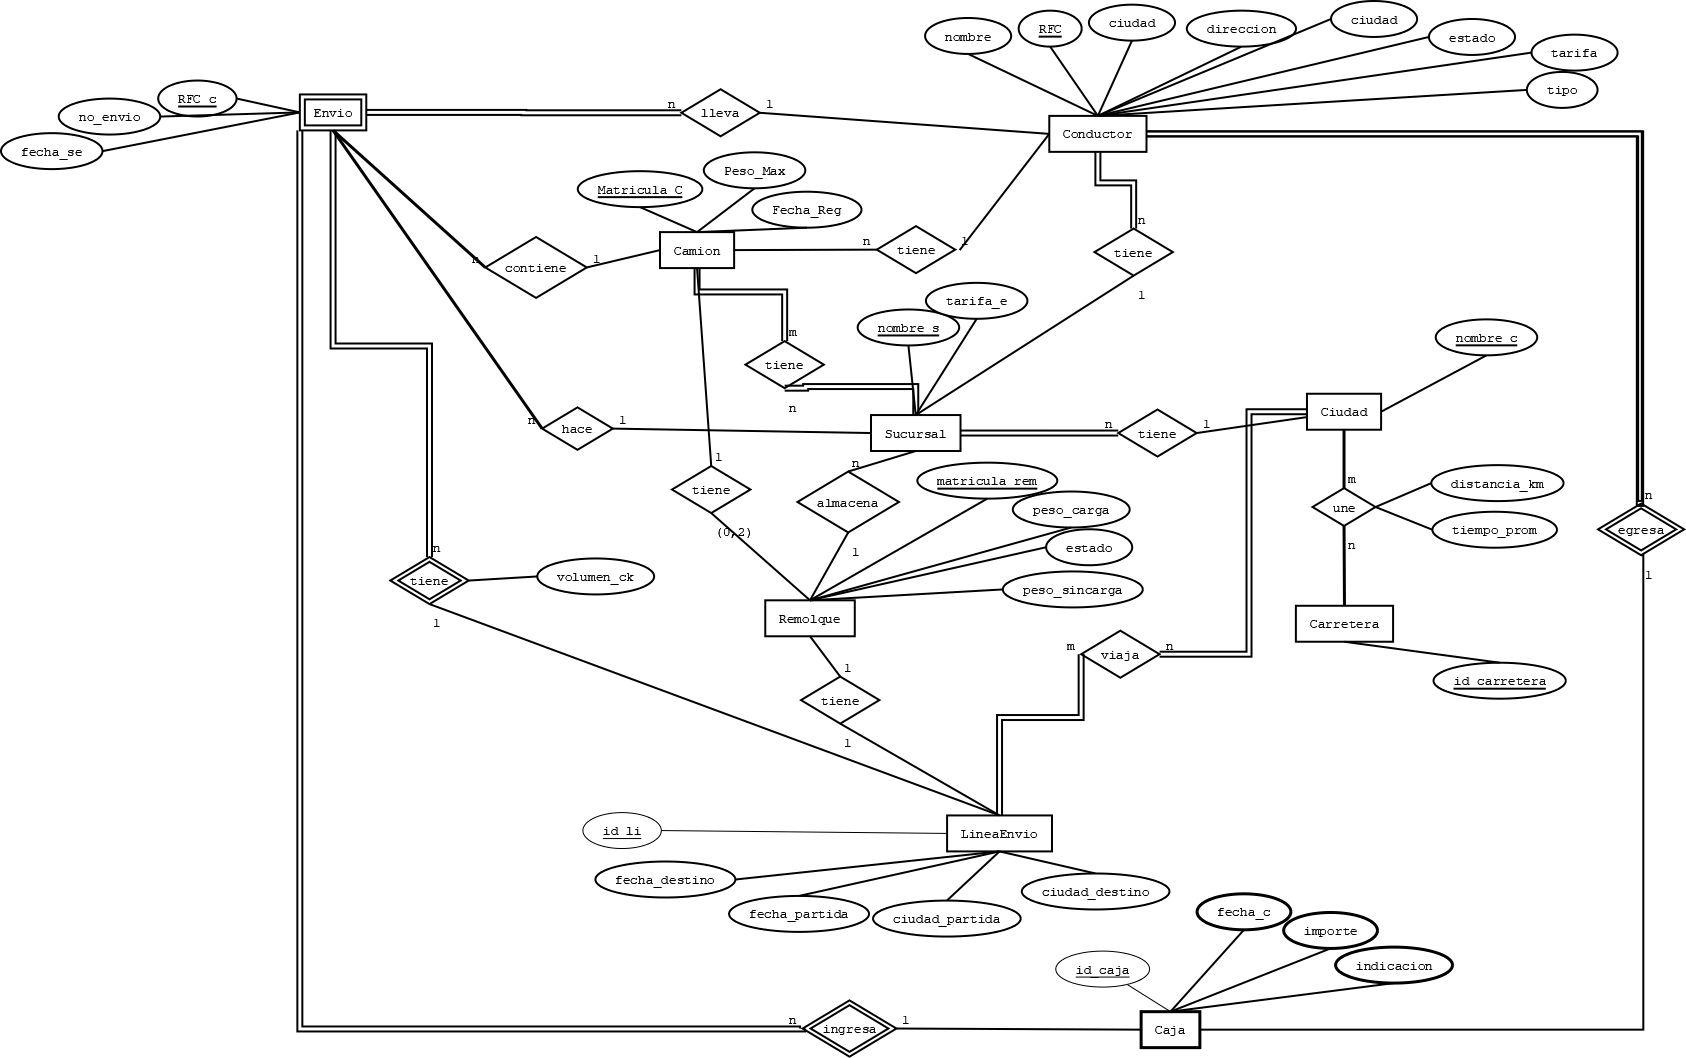 nombre
RFC
ciudad
direccion
ciudad
estado
tarifa
tipo
RFC_c
no_envio
fecha_se
Envio
n
lleva
1
Conductor
Matricula_C
Peso_Max
Fecha_Reg
Camion
n
tiene
1
n
tiene
1
n
contiene
1
nombre_s
tarifa_e
m
tiene
n
nombre_c
Ciudad
n
hace
1
Sucursal
n
tiene
1
1
tiene
(0,2)
n
almacena
1
matricula_rem
peso_carga
estado
peso_sincarga
m
une
n
distancia_km
tiempo_prom
n
egresa
1
n
tiene
1
volumen_ck
Remolque
Carretera
id_carretera
m
viaja
n
1
tiene
1
id_li
LineaEnvio
fecha_destino
fecha_partida
ciudad_partida
ciudad_destino
fecha_c
importe
indicacion
id_caja
n
ingresa
1
Caja